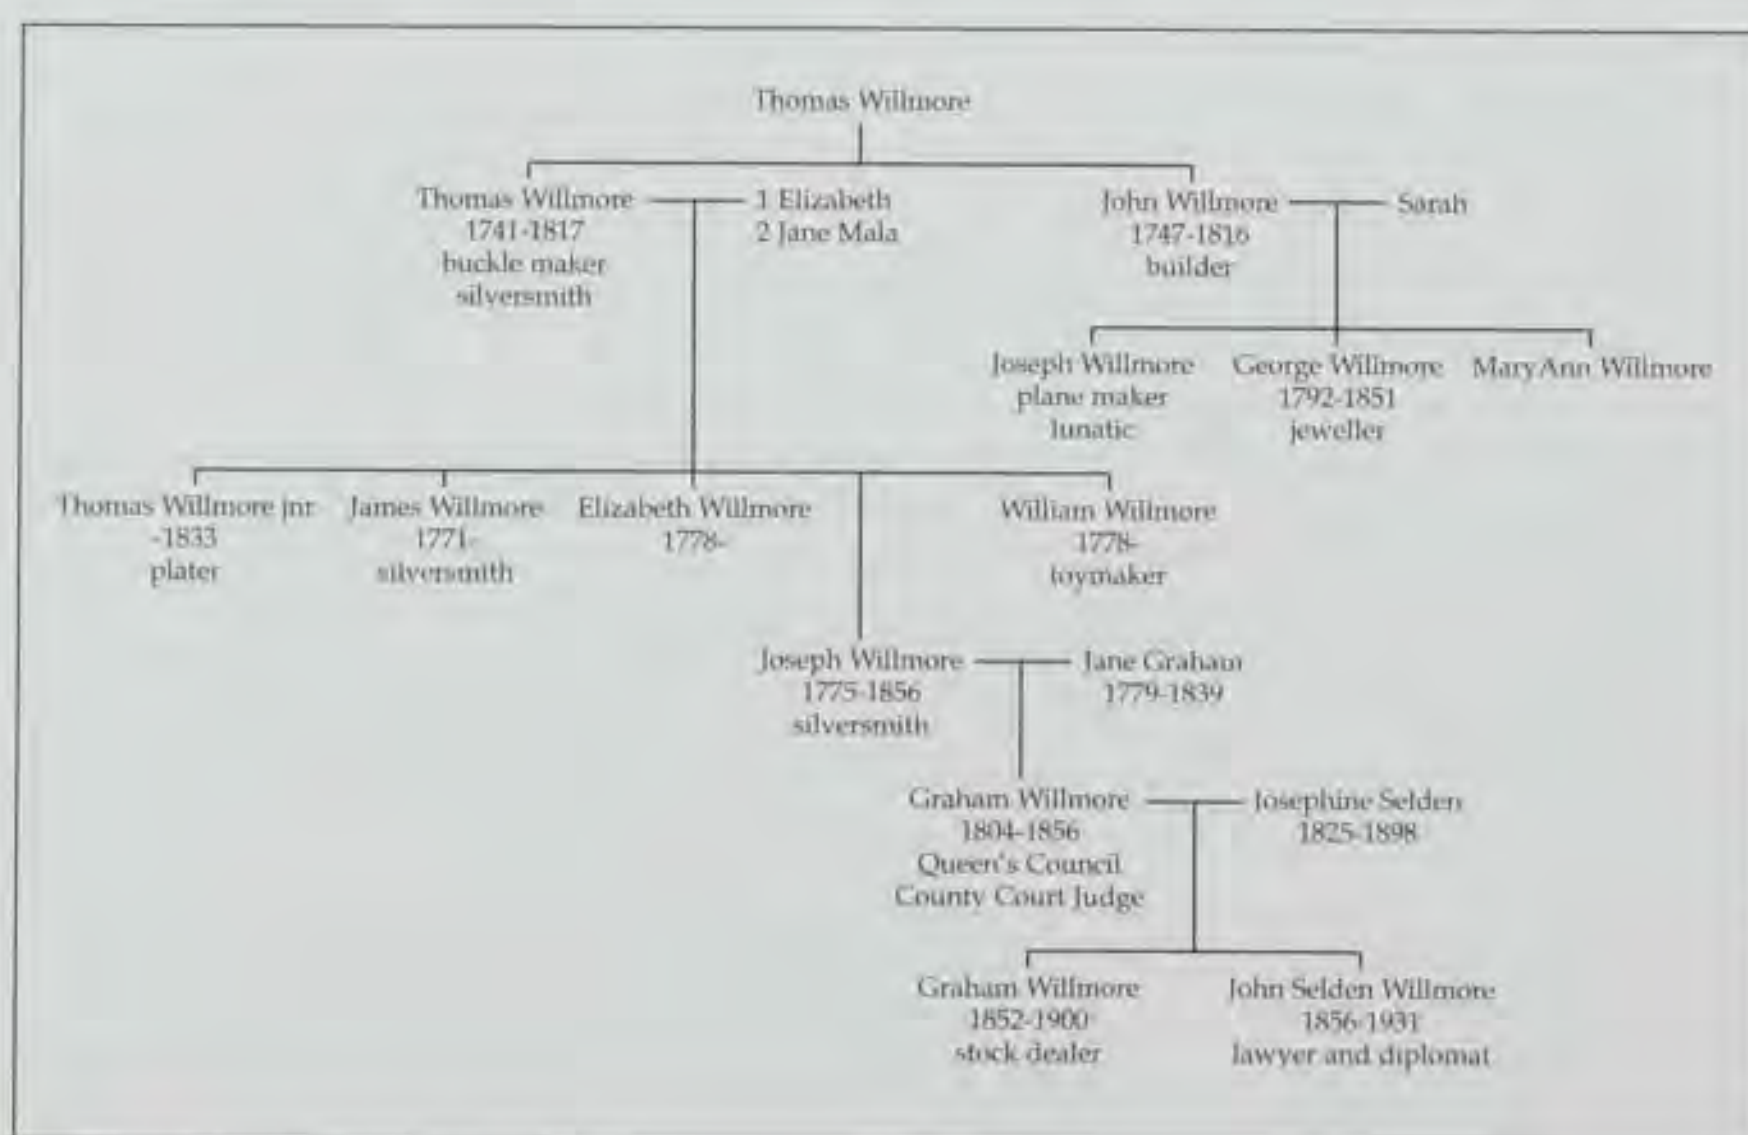 Thomas Willmore
Thomas Willmore
1741-1817
buckle maker
silversmith
1 Elizabeth
2 Jane Mala
John Willmore
1747-1816
builder
Sarah
Joseph Willmore
plane maker
lunatic
George Willmore
1792-1851
jeweller
Mary Ann Willmore
Thomas Willmore jnr
-1833
plater
James Willmore
1771-
silversmith
Elizabeth Willmore
1778-
William Willmore
1778-
toymaker
Joseph Willmore
1775-1856
silversmith
Jane Graham
1779-1839
Graham Willmore
1804-1856
Queen's Council
County Court Judge
Josephine Selden
1825-1898
Graham Willmore
1852-1900
stock dealer
John Selden Willmore
1856-1931
lawyer and diplomat